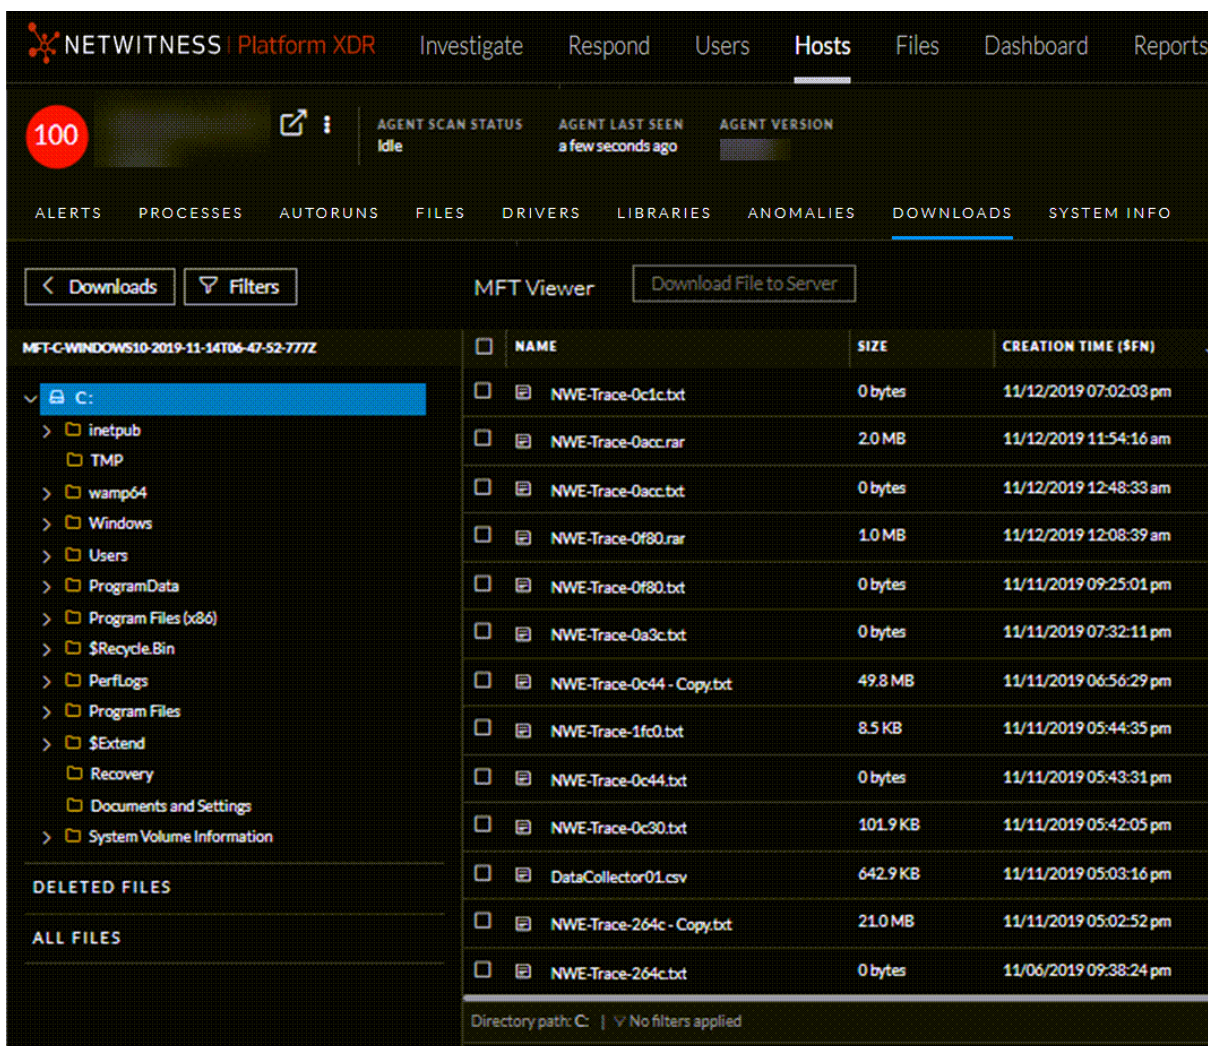 NETWITNESS | Platform XDR Investigate Respond Users Hosts Files Dashboard Reports
100 AGENT SCAN STATUS AGENT LAST SEEN AGENT VERSION
Idle a few seconds ago
ALERTS PROCESSES AUTORUNS FILES DRIVERS LIBRARIES ANOMALIES DOWNLOADS SYSTEM INFO
Downloads Filters MFT Viewer Download File to Server
MFT-C-WINDOWS10-2019-11-14T06-47-52-777Z
C:
inetpub
TMP
wamp64
Windows
Users
ProgramData
Program Files (x86)
$Recycle.Bin
PerfLogs
Program Files
$Extend
Recovery
Documents and Settings
System Volume Information
DELETED FILES
ALL FILES
NAME SIZE CREATION TIME ($FN)
NWE-Trace-0c1c.txt 0 bytes 11/12/2019 07:02:03 pm
NWE-Trace-0acc.rar 2.0 MB 11/12/2019 11:54:16 am
NWE-Trace-0acc.txt 0 bytes 11/12/2019 12:48:33 am
NWE-Trace-0f80.rar 1.0 MB 11/12/2019 12:08:39 am
NWE-Trace-0f80.txt 0 bytes 11/11/2019 09:25:01 pm
NWE-Trace-0a3c.txt 0 bytes 11/11/2019 07:32:11 pm
NWE-Trace-0c44 - Copy.txt 49.8 MB 11/11/2019 06:56:29 pm
NWE-Trace-1fc0.txt 8.5 KB 11/11/2019 05:44:35 pm
NWE-Trace-0c44.txt 0 bytes 11/11/2019 05:43:31 pm
NWE-Trace-0c30.txt 101.9 KB 11/11/2019 05:42:05 pm
DataCollector01.csv 642.9 KB 11/11/2019 05:03:16 pm
NWE-Trace-264c - Copy.txt 21.0 MB 11/11/2019 05:02:52 pm
NWE-Trace-264c.txt 0 bytes 11/06/2019 09:38:24 pm
Directory path: C: | No filters applied